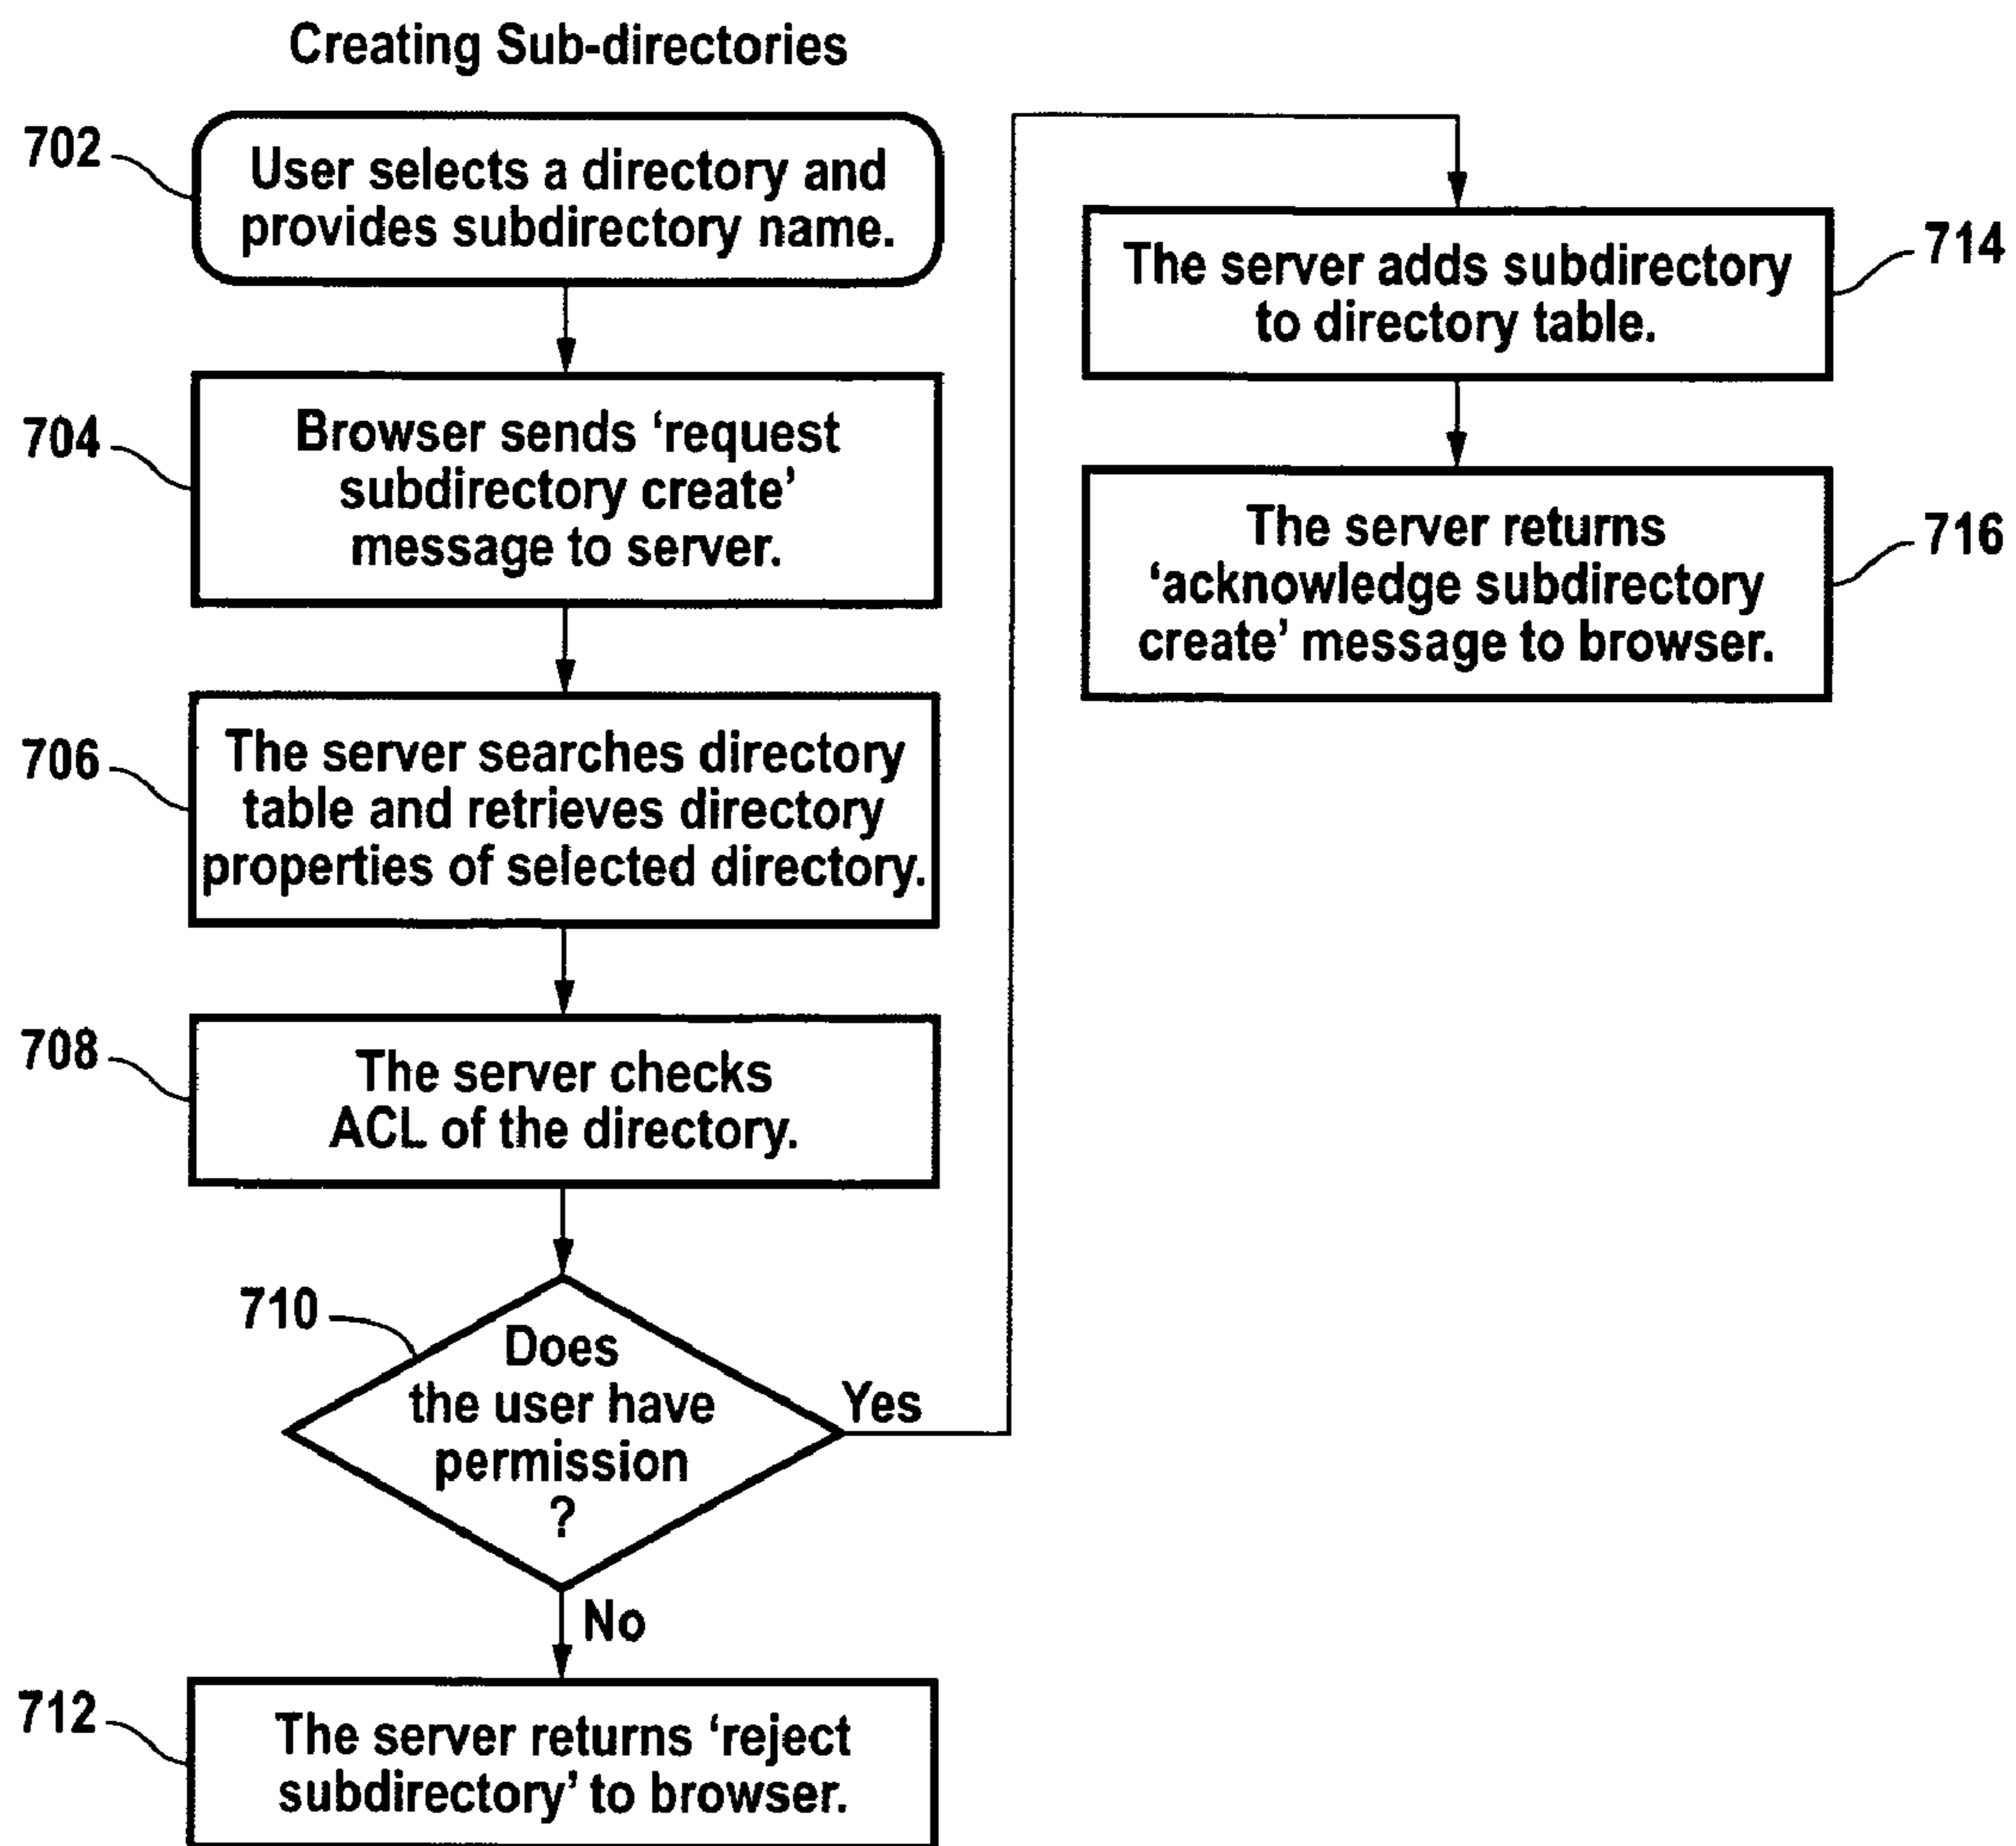 Creating Sub-directories
702
User selects a directory and
provides subdirectory name.
704
Browser sends ‘request
subdirectory create’
message to server.
706
The server searches directory
table and retrieves directory
properties of selected directory.
708
The server checks
ACL of the directory.
710
Does
the user have
permission
?
Yes
No
712
The server returns ‘reject
subdirectory’ to browser.
714
The server adds subdirectory
to directory table.
716
The server returns
‘acknowledge subdirectory
create’ message to browser.